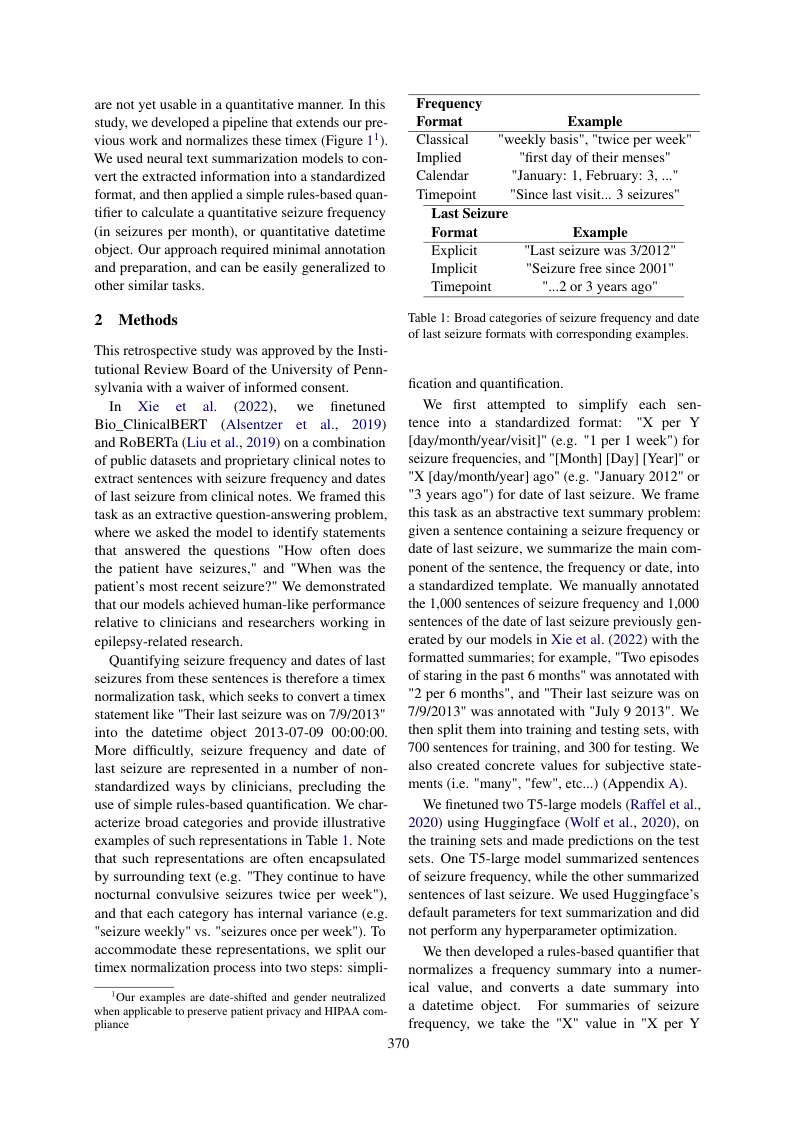 are not yet usable in a quantitative manner. In this
study, we developed a pipeline that extends our pre-
vious work and normalizes these timex (Figure 1¹).
We used neural text summarization models to con-
vert the extracted information into a standardized
format, and then applied a simple rules-based quan-
tifier to calculate a quantitative seizure frequency
(in seizures per month), or quantitative datetime
object. Our approach required minimal annotation
and preparation, and can be easily generalized to
other similar tasks.
2 Methods
This retrospective study was approved by the Insti-
tutional Review Board of the University of Penn-
sylvania with a waiver of informed consent.
In Xie et al. (2022), we finetuned
Bio_ClinicalBERT (Alsentzer et al., 2019)
and RoBERTa (Liu et al., 2019) on a combination
of public datasets and proprietary clinical notes to
extract sentences with seizure frequency and dates
of last seizure from clinical notes. We framed this
task as an extractive question-answering problem,
where we asked the model to identify statements
that answered the questions "How often does
the patient have seizures," and "When was the
patient's most recent seizure?" We demonstrated
that our models achieved human-like performance
relative to clinicians and researchers working in
epilepsy-related research.
Quantifying seizure frequency and dates of last
seizures from these sentences is therefore a timex
normalization task, which seeks to convert a timex
statement like "Their last seizure was on 7/9/2013"
into the datetime object 2013-07-09 00:00:00.
More difficultly, seizure frequency and date of
last seizure are represented in a number of non-
standardized ways by clinicians, precluding the
use of simple rules-based quantification. We char-
acterize broad categories and provide illustrative
examples of such representations in Table 1. Note
that such representations are often encapsulated
by surrounding text (e.g. "They continue to have
nocturnal convulsive seizures twice per week"),
and that each category has internal variance (e.g.
"seizure weekly" vs. "seizures once per week"). To
accommodate these representations, we split our
timex normalization process into two steps: simpli-
¹Our examples are date-shifted and gender neutralized
when applicable to preserve patient privacy and HIPAA com-
pliance
Frequency
Format Example
Classical "weekly basis", "twice per week"
Implied "first day of their menses"
Calendar "January: 1, February: 3, ..."
Timepoint "Since last visit... 3 seizures"
Last Seizure
Format Example
Explicit "Last seizure was 3/2012"
Implicit "Seizure free since 2001"
Timepoint "...2 or 3 years ago"
Table 1: Broad categories of seizure frequency and date
of last seizure formats with corresponding examples.
fication and quantification.
We first attempted to simplify each sen-
tence into a standardized format: "X per Y
[day/month/year/visit]" (e.g. "1 per 1 week") for
seizure frequencies, and "[Month] [Day] [Year]" or
"X [day/month/year] ago" (e.g. "January 2012" or
"3 years ago") for date of last seizure. We frame
this task as an abstractive text summary problem:
given a sentence containing a seizure frequency or
date of last seizure, we summarize the main com-
ponent of the sentence, the frequency or date, into
a standardized template. We manually annotated
the 1,000 sentences of seizure frequency and 1,000
sentences of the date of last seizure previously gen-
erated by our models in Xie et al. (2022) with the
formatted summaries; for example, "Two episodes
of staring in the past 6 months" was annotated with
"2 per 6 months", and "Their last seizure was on
7/9/2013" was annotated with "July 9 2013". We
then split them into training and testing sets, with
700 sentences for training, and 300 for testing. We
also created concrete values for subjective state-
ments (i.e. "many", "few", etc...) (Appendix A).
We finetuned two T5-large models (Raffel et al.,
2020) using Huggingface (Wolf et al., 2020), on
the training sets and made predictions on the test
sets. One T5-large model summarized sentences
of seizure frequency, while the other summarized
sentences of last seizure. We used Huggingface's
default parameters for text summarization and did
not perform any hyperparameter optimization.
We then developed a rules-based quantifier that
normalizes a frequency summary into a numer-
ical value, and converts a date summary into
a datetime object. For summaries of seizure
frequency, we take the "X" value in "X per Y
370